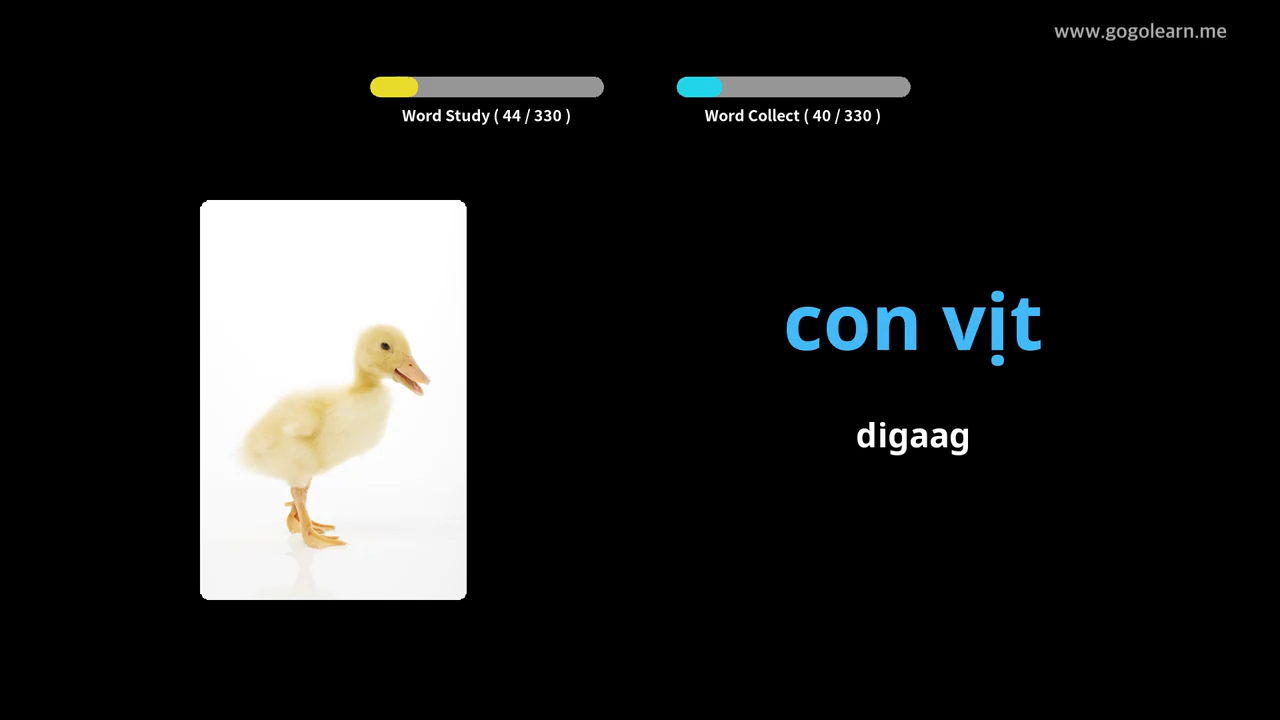 www.gogolearn.me
Word Study ( 44 / 330 )
Word Collect ( 40 / 330 )
con vịt
digaag